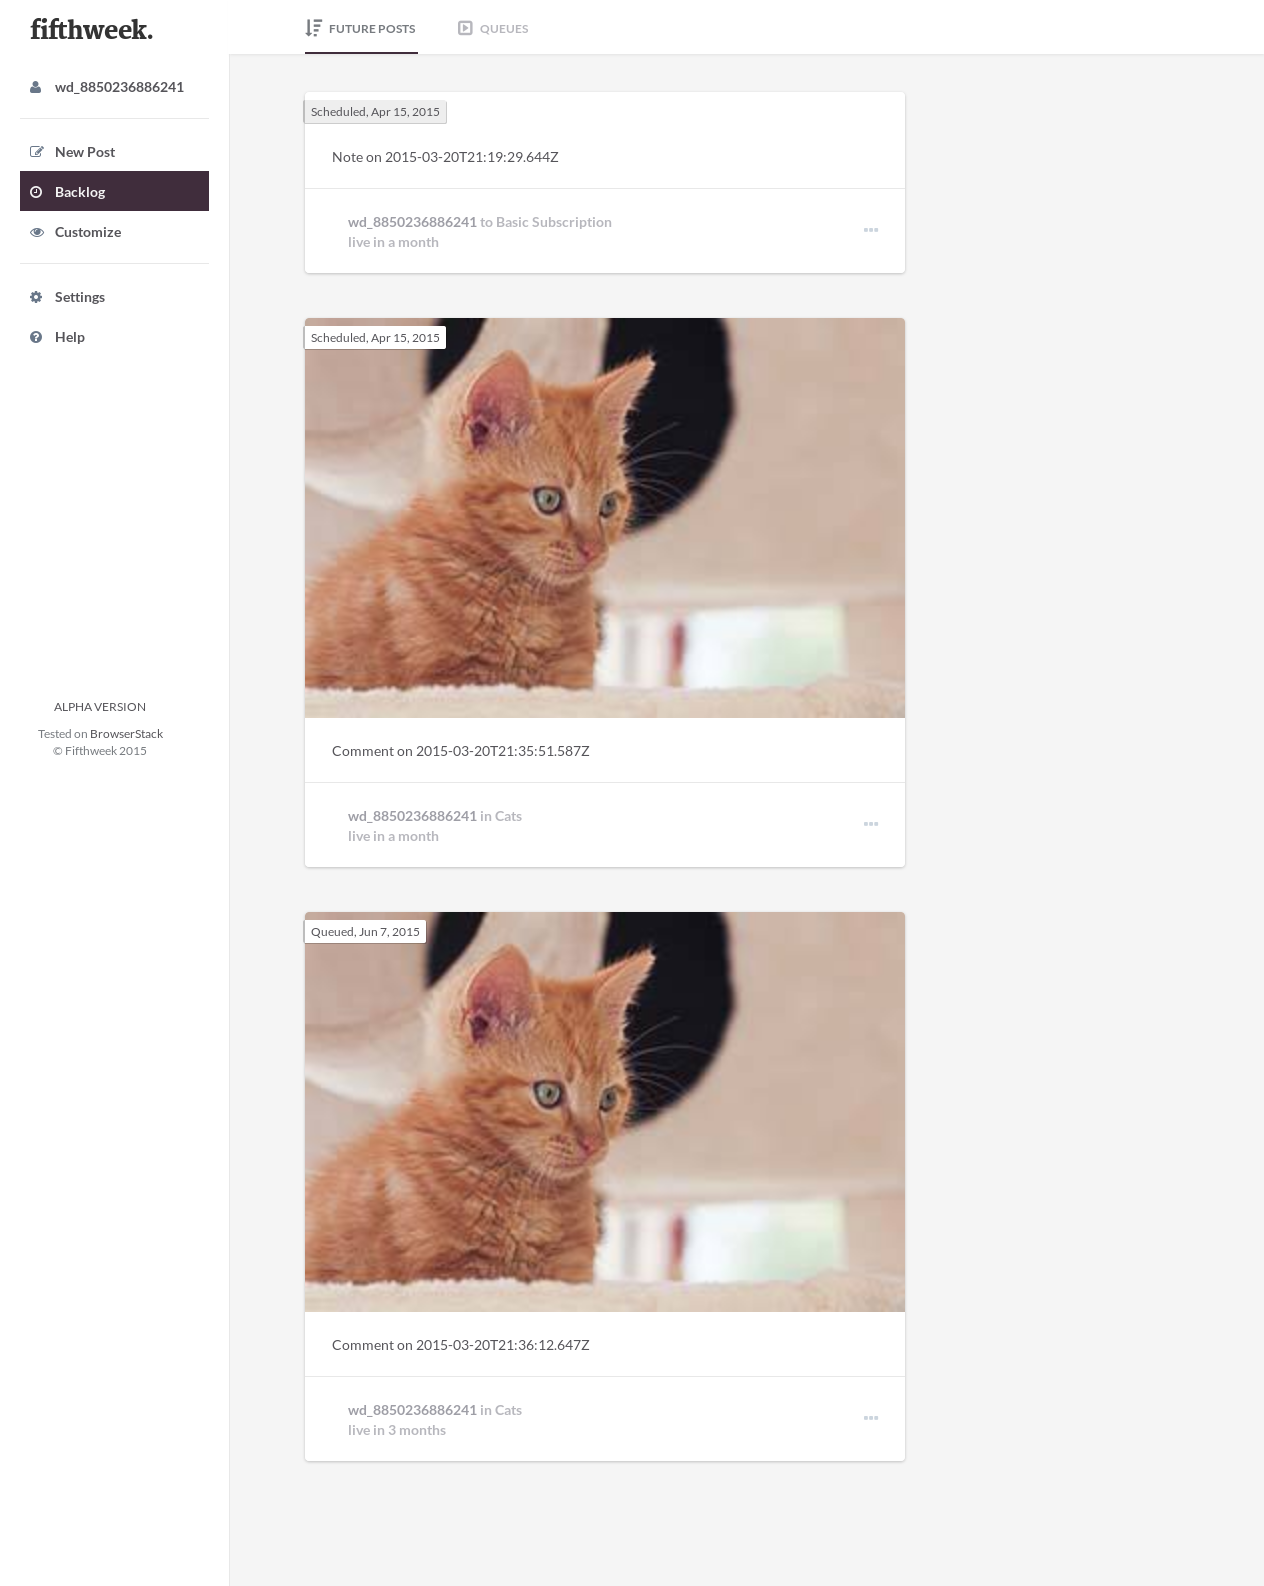 fifthweek.
wd_8850236886241
New Post
Backlog
Customize
Settings
Help
ALPHA VERSION
Tested on BrowserStack
© Fifthweek 2015
FUTURE POSTS
QUEUES
Scheduled, Apr 15, 2015
Note on 2015-03-20T21:19:29.644Z
wd_8850236886241 to Basic Subscription
live in a month
Scheduled, Apr 15, 2015
Comment on 2015-03-20T21:35:51.587Z
wd_8850236886241 in Cats
live in a month
Queued, Jun 7, 2015
Comment on 2015-03-20T21:36:12.647Z
wd_8850236886241 in Cats
live in 3 months